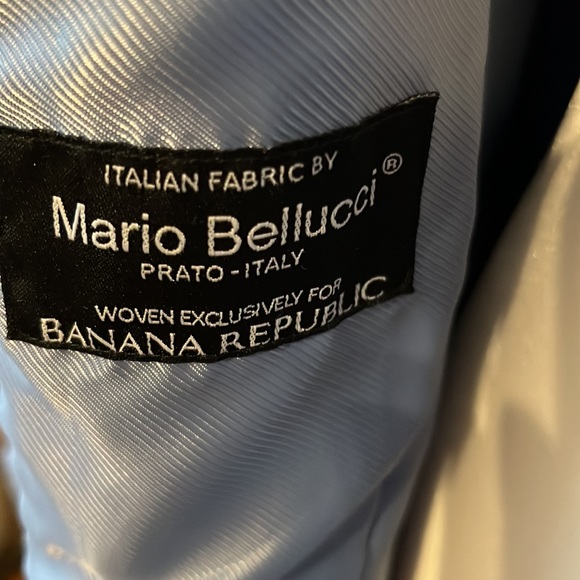 ITALIAN FABRIC BY
Mario Bellucci®
PRATO-ITALY
WOVEN EXCLUSIVELY FOR
BANANA REPUBLIC